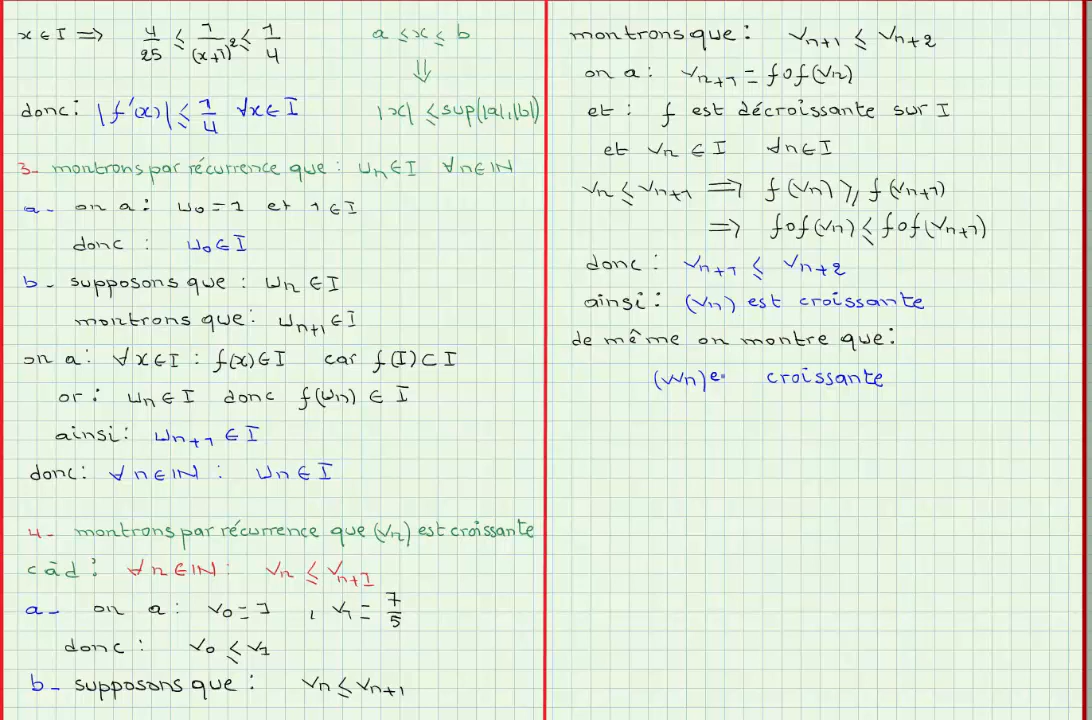 x ∈ I ⟹ 4/25 ≤ 1/(x+1)² ≤ 1/4
a ≤ x ≤ b
⇓
donc: |f'(x)| ≤ 1/4 ∀x ∈ I
|x| ≤ sup(|a|,|b|)
3- montrons par récurrence que : un ∈ I ∀n ∈ IN
a- on a: u0 = 1 et 1 ∈ I
donc : u0 ∈ I
b- supposons que : un ∈ I
montrons que: un+1 ∈ I
on a: ∀x ∈ I : f(x) ∈ I car f(I) ⊂ I
or: un ∈ I donc f(un) ∈ I
ainsi: un+1 ∈ I
donc: ∀n ∈ IN : un ∈ I
4- montrons par récurrence que (vn) est croissante
càd: ∀n ∈ IN: vn ≤ vn+1
a- on a: v0 = 1 , v1 = 7/5
donc : v0 ≤ v1
b- supposons que : vn ≤ vn+1
montrons que: vn+1 ≤ vn+2
on a: vn+1 = fof(vn)
et : f est décroissante sur I
et vn ∈ I ∀n ∈ I
vn ≤ vn+1 ⟹ f(vn) ≥ f(vn+1)
⟹ fof(vn) ≤ fof(vn+1)
donc: vn+1 ≤ vn+2
ainsi: (vn) est croissante
de même on montre que:
(wn) e croissante